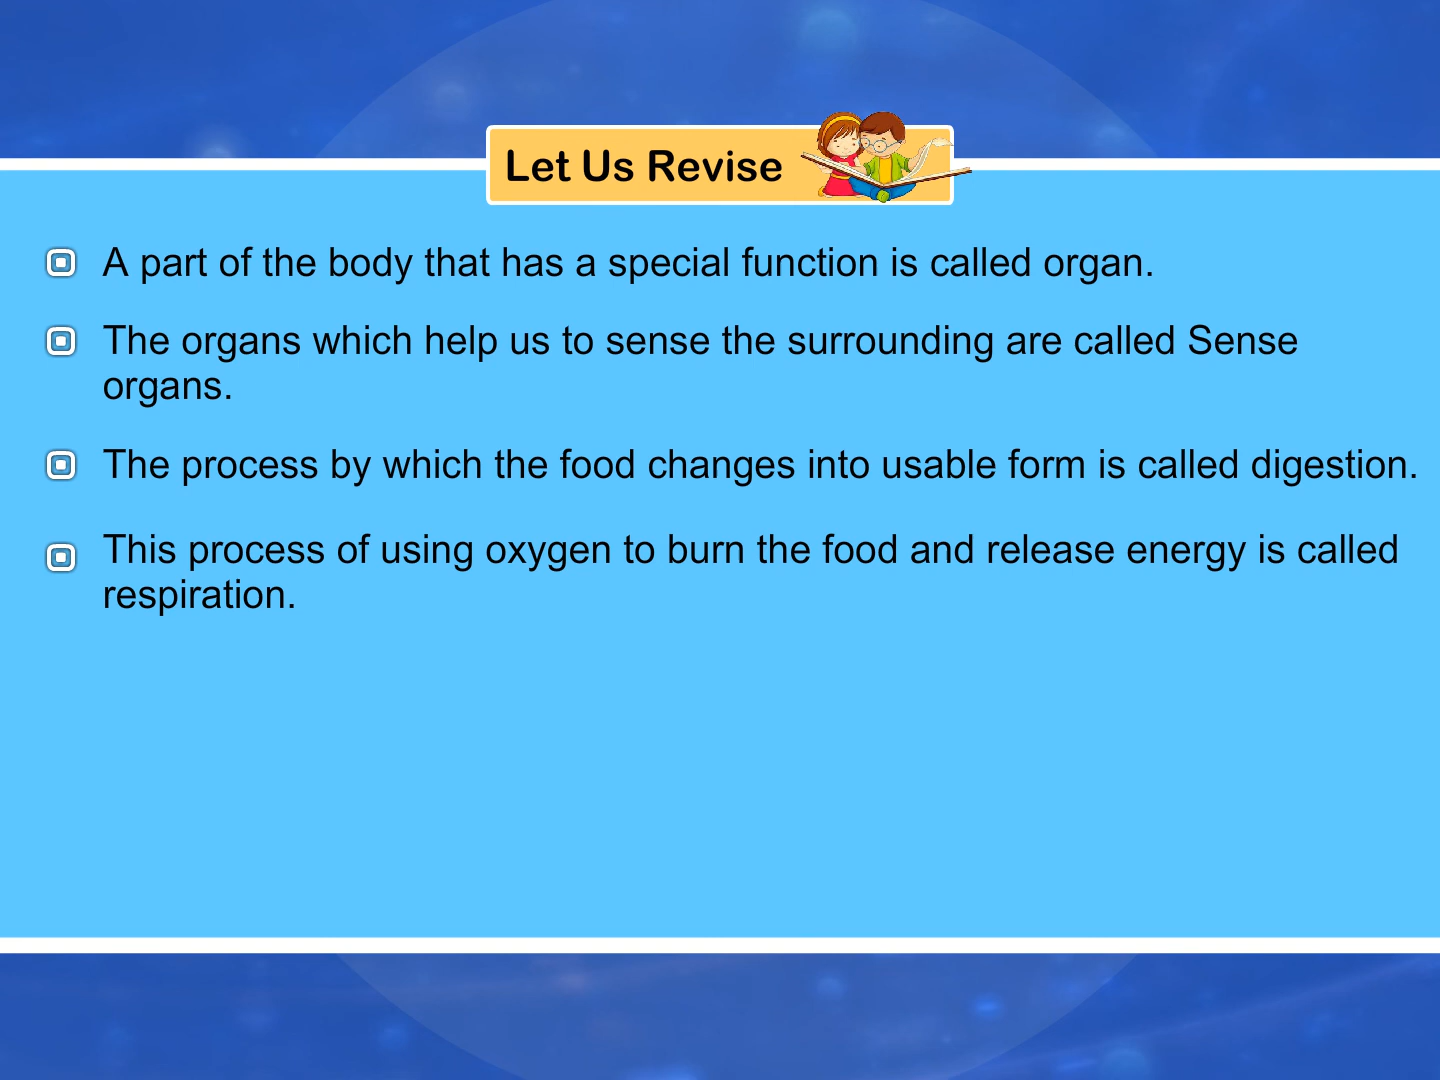 Let Us Revise
A part of the body that has a special function is called organ.
The organs which help us to sense the surrounding are called Sense
organs.
The process by which the food changes into usable form is called digestion.
This process of using oxygen to burn the food and release energy is called
respiration.